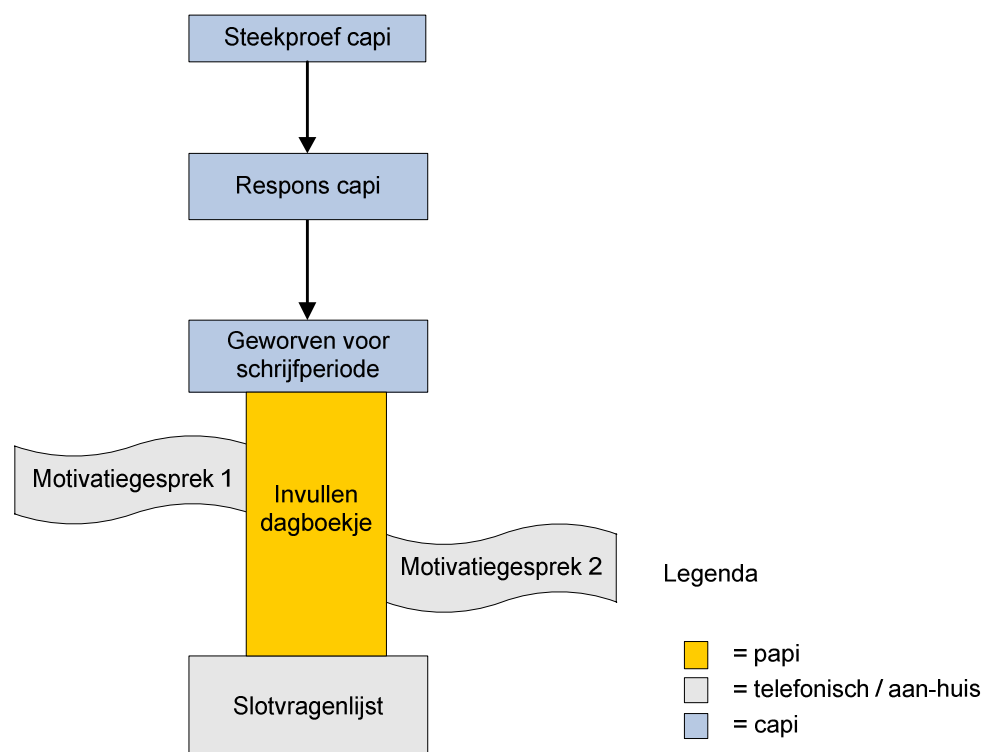 Steekproef capi
Respons capi
Geworven voor
schrijfperiode
Motivatiegesprek 1
Invullen
dagboekje
Motivatiegesprek 2
Slotvragenlijst
Legenda
= papi
= telefonisch / aan-huis
= capi